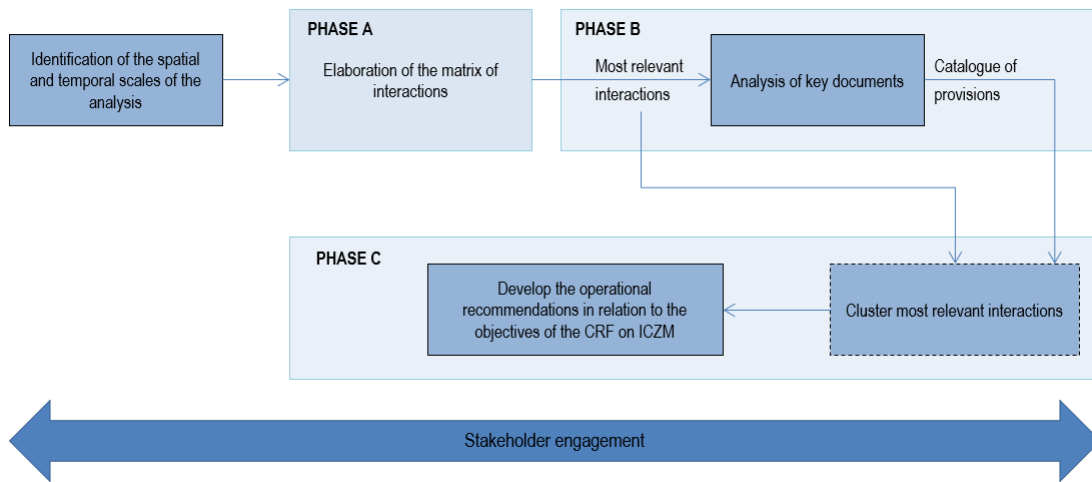 Identification of the spatial
and temporal scales of the
analysis
PHASE A
Elaboration of the matrix of
interactions
PHASE B
Most relevant
interactions
Analysis of key documents
Catalogue of
provisions
PHASE C
Develop the operational
recommendations in relation to the
objectives of the CRF on ICZM
Cluster most relevant interactions
Stakeholder engagement